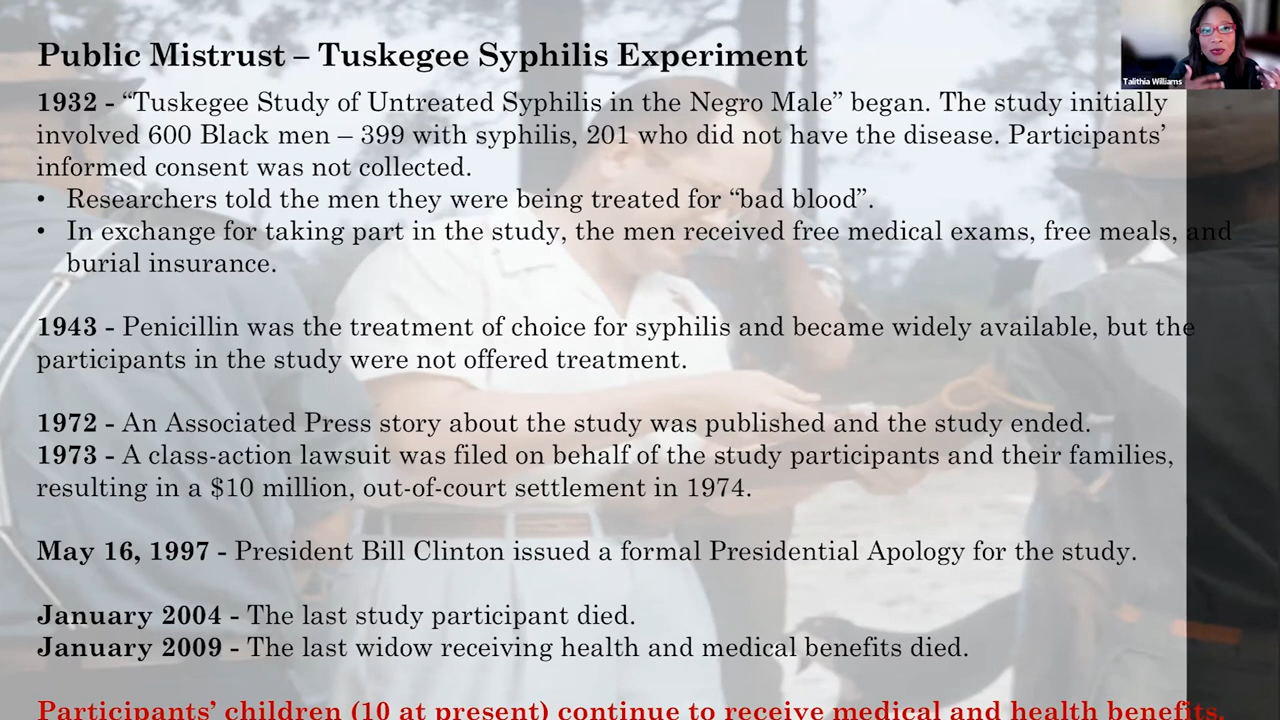 Public Mistrust – Tuskegee Syphilis Experiment
Talithia Williams
1932 - “Tuskegee Study of Untreated Syphilis in the Negro Male” began. The study initially
involved 600 Black men – 399 with syphilis, 201 who did not have the disease. Participants’
informed consent was not collected.
• Researchers told the men they were being treated for “bad blood”.
• In exchange for taking part in the study, the men received free medical exams, free meals, and
burial insurance.
1943 - Penicillin was the treatment of choice for syphilis and became widely available, but the
participants in the study were not offered treatment.
1972 - An Associated Press story about the study was published and the study ended.
1973 - A class-action lawsuit was filed on behalf of the study participants and their families,
resulting in a $10 million, out-of-court settlement in 1974.
May 16, 1997 - President Bill Clinton issued a formal Presidential Apology for the study.
January 2004 - The last study participant died.
January 2009 - The last widow receiving health and medical benefits died.
Participants’ children (10 at present) continue to receive medical and health benefits.